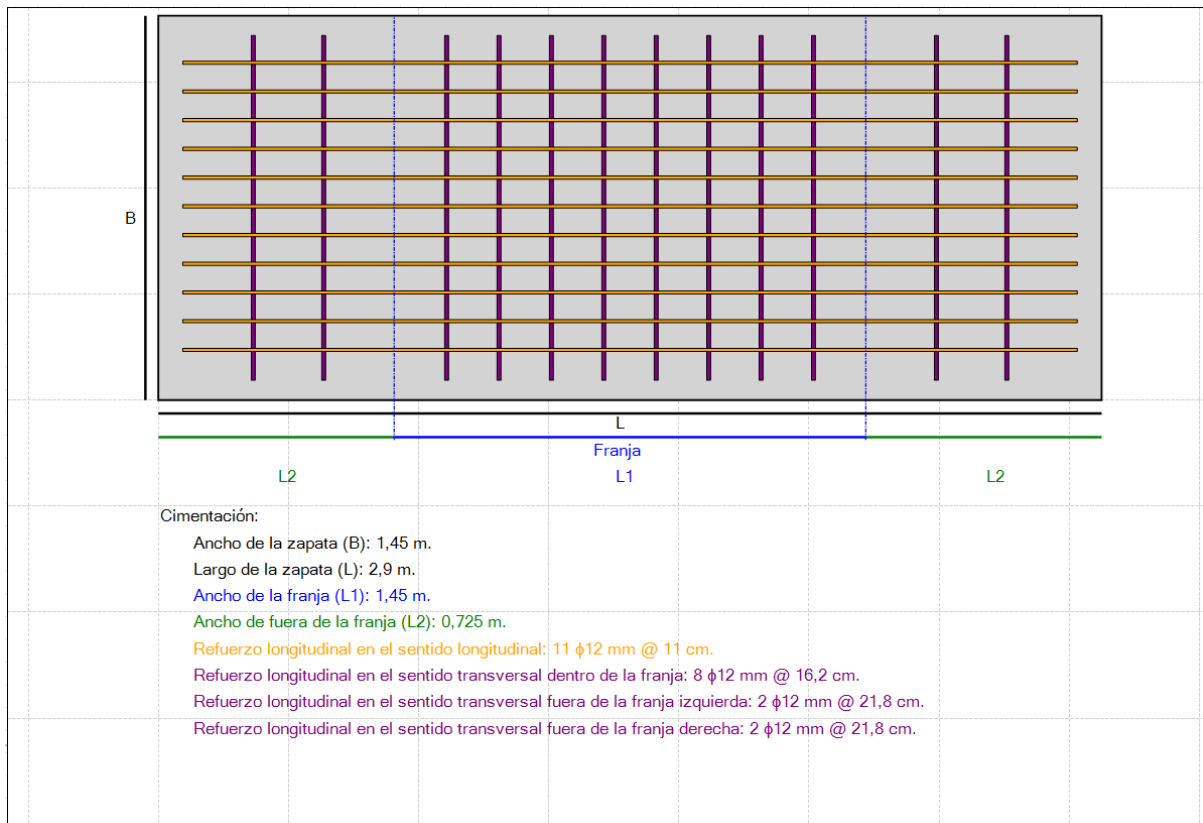 B
L
Franja
L2 L1 L2
Cimentación:
Ancho de la zapata (B): 1,45 m.
Largo de la zapata (L): 2,9 m.
Ancho de la franja (L1): 1,45 m.
Ancho de fuera de la franja (L2): 0,725 m.
Refuerzo longitudinal en el sentido longitudinal: 11 ϕ12 mm @ 11 cm.
Refuerzo longitudinal en el sentido transversal dentro de la franja: 8 ϕ12 mm @ 16,2 cm.
Refuerzo longitudinal en el sentido transversal fuera de la franja izquierda: 2 ϕ12 mm @ 21,8 cm.
Refuerzo longitudinal en el sentido transversal fuera de la franja derecha: 2 ϕ12 mm @ 21,8 cm.